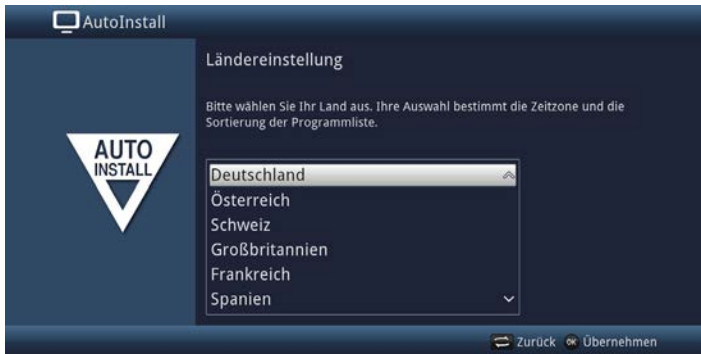 AutoInstall
Ländereinstellung
Bitte wählen Sie Ihr Land aus. Ihre Auswahl bestimmt die Zeitzone und die
Sortierung der Programmliste.
AUTO
INSTALL
Deutschland
Österreich
Schweiz
Großbritannien
Frankreich
Spanien
Zurück OK Übernehmen